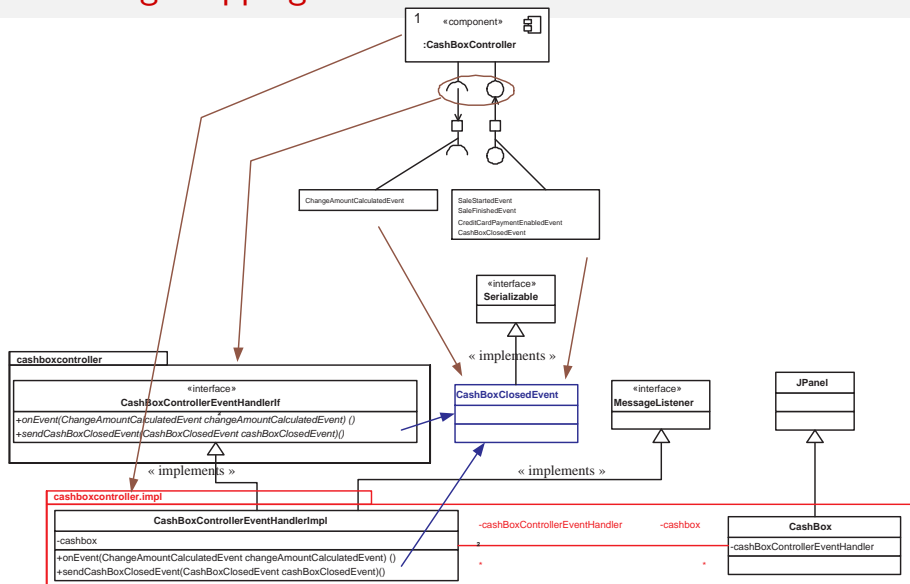 1
«component»
:CashBoxController
ChangeAmountCalculatedEvent
SaleStartedEvent
SaleFinishedEvent
CreditCardPaymentEnabledEvent
CashBoxClosedEvent
«interface»
Serializable
« implements »
cashboxcontroller
«interface»
CashBoxControllerEventHandlerIf
+onEvent(ChangeAmountCalculatedEvent changeAmountCalculatedEvent) ()
+sendCashBoxClosedEvent(CashBoxClosedEvent cashBoxClosedEvent)()
CashBoxClosedEvent
«interface»
MessageListener
JPanel
« implements »
« implements »
cashboxcontroller.impl
CashBoxControllerEventHandlerImpl
-cashbox
+onEvent(ChangeAmountCalculatedEvent changeAmountCalculatedEvent) ()
+sendCashBoxClosedEvent(CashBoxClosedEvent cashBoxClosedEvent)()
-cashBoxControllerEventHandler
-cashbox
*
*
CashBox
-cashBoxControllerEventHandler